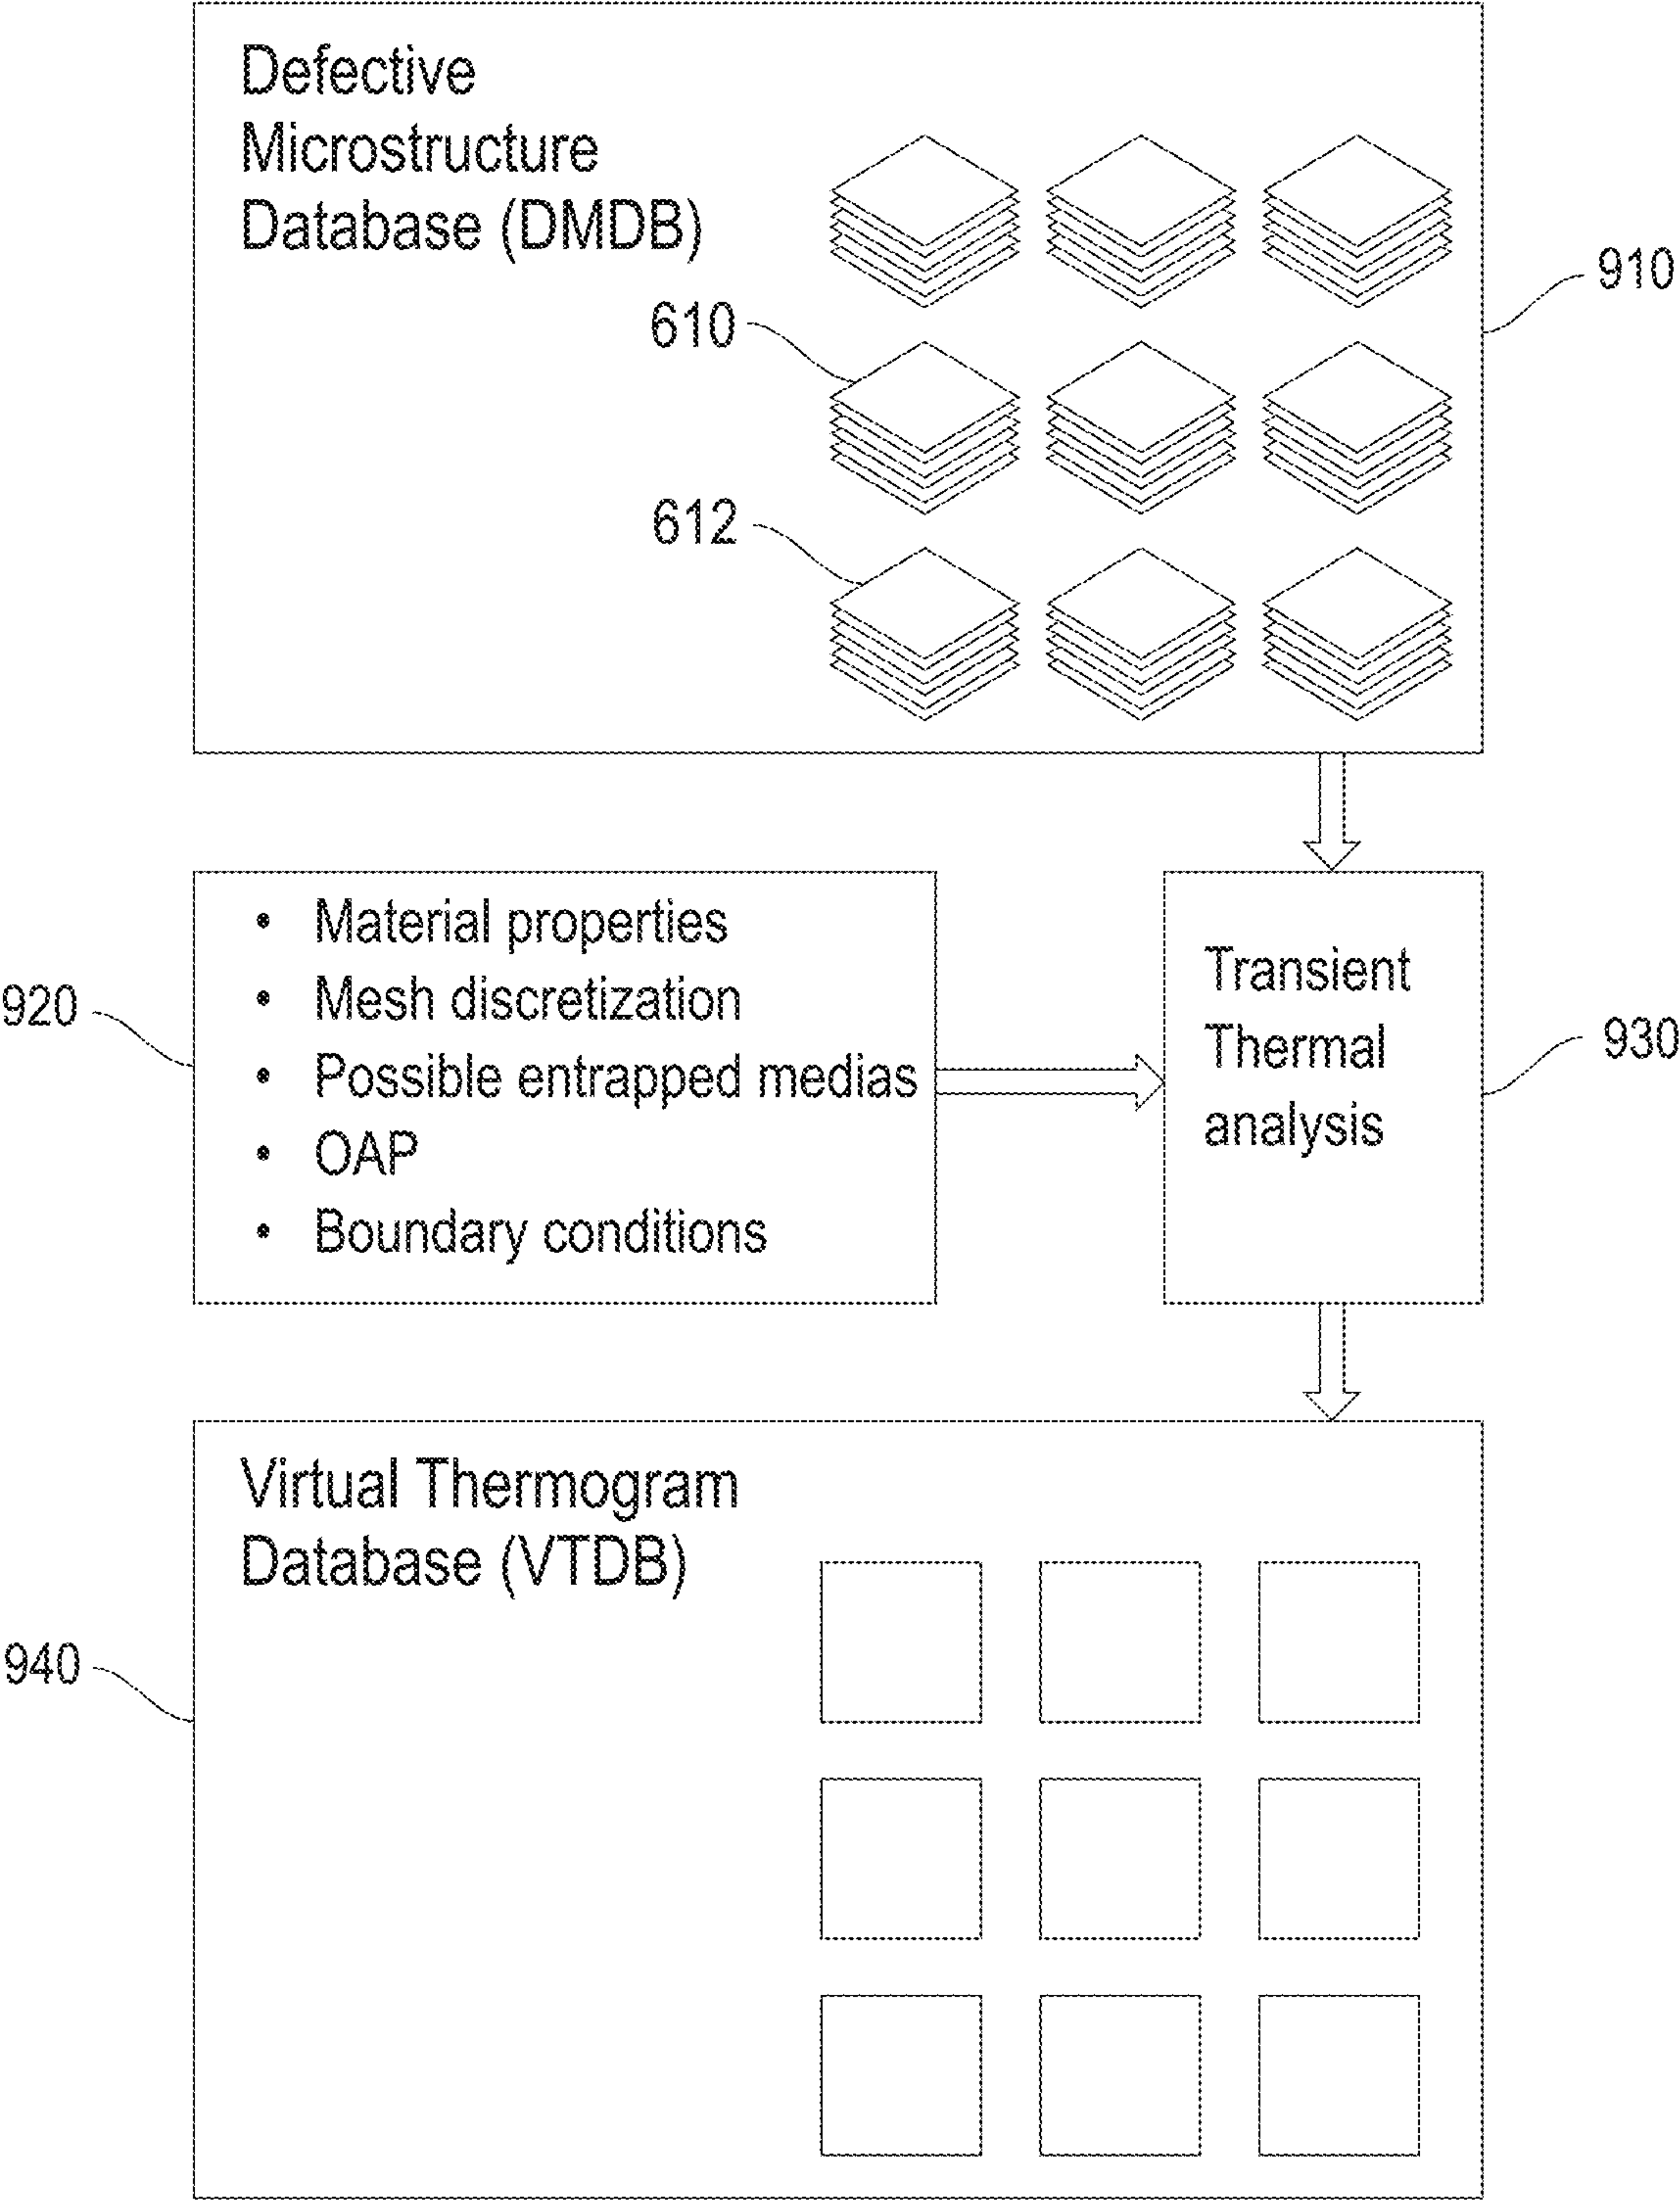 Defective
Microstructure
Database (DMDB)
910
610
612
920
• Material properties
• Mesh discretization
• Possible entrapped medias
• OAP
• Boundary conditions
Transient
Thermal
analysis
930
Virtual Thermogram
Database (VTDB)
940